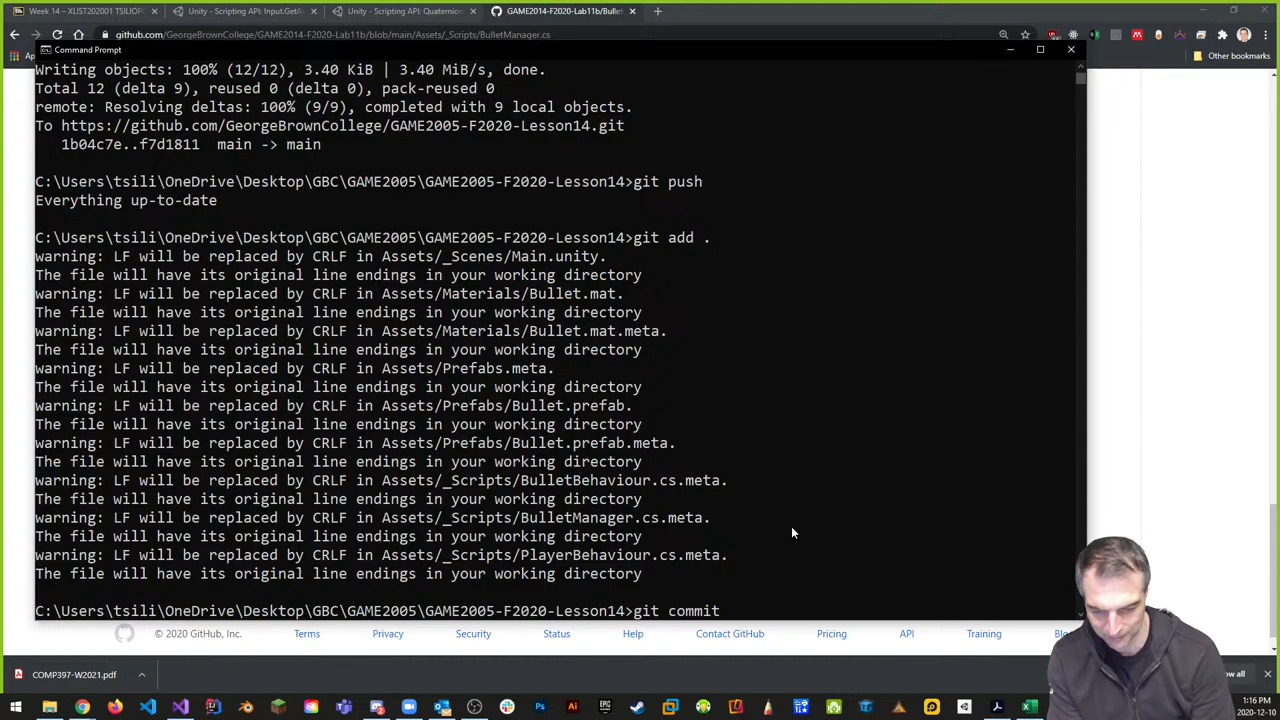 Week 14 – XLIST202001 TSILIOP
Unity - Scripting API: Input.GetA
Unity - Scripting API: Quaternion
GAME2014-F2020-Lab11b/Bullet
github.com/GeorgeBrownCollege/GAME2014-F2020-Lab11b/blob/main/Assets/_Scripts/BulletManager.cs
Ap
Other bookmarks
Command Prompt
Writing objects: 100% (12/12), 3.40 KiB | 3.40 MiB/s, done.
Total 12 (delta 9), reused 0 (delta 0), pack-reused 0
remote: Resolving deltas: 100% (9/9), completed with 9 local objects.
To https://github.com/GeorgeBrownCollege/GAME2005-F2020-Lesson14.git
1b04c7e..f7d1811  main -> main
C:\Users\tsili\OneDrive\Desktop\GBC\GAME2005\GAME2005-F2020-Lesson14>git push
Everything up-to-date
C:\Users\tsili\OneDrive\Desktop\GBC\GAME2005\GAME2005-F2020-Lesson14>git add .
warning: LF will be replaced by CRLF in Assets/_Scenes/Main.unity.
The file will have its original line endings in your working directory
warning: LF will be replaced by CRLF in Assets/Materials/Bullet.mat.
The file will have its original line endings in your working directory
warning: LF will be replaced by CRLF in Assets/Materials/Bullet.mat.meta.
The file will have its original line endings in your working directory
warning: LF will be replaced by CRLF in Assets/Prefabs.meta.
The file will have its original line endings in your working directory
warning: LF will be replaced by CRLF in Assets/Prefabs/Bullet.prefab.
The file will have its original line endings in your working directory
warning: LF will be replaced by CRLF in Assets/Prefabs/Bullet.prefab.meta.
The file will have its original line endings in your working directory
warning: LF will be replaced by CRLF in Assets/_Scripts/BulletBehaviour.cs.meta.
The file will have its original line endings in your working directory
warning: LF will be replaced by CRLF in Assets/_Scripts/BulletManager.cs.meta.
The file will have its original line endings in your working directory
warning: LF will be replaced by CRLF in Assets/_Scripts/PlayerBehaviour.cs.meta.
The file will have its original line endings in your working directory
C:\Users\tsili\OneDrive\Desktop\GBC\GAME2005\GAME2005-F2020-Lesson14>git commit
© 2020 GitHub, Inc. Terms Privacy Security Status Help Contact GitHub Pricing API Training Blo
COMP397-W2021.pdf
ow all
1:16 PM
2020-12-10